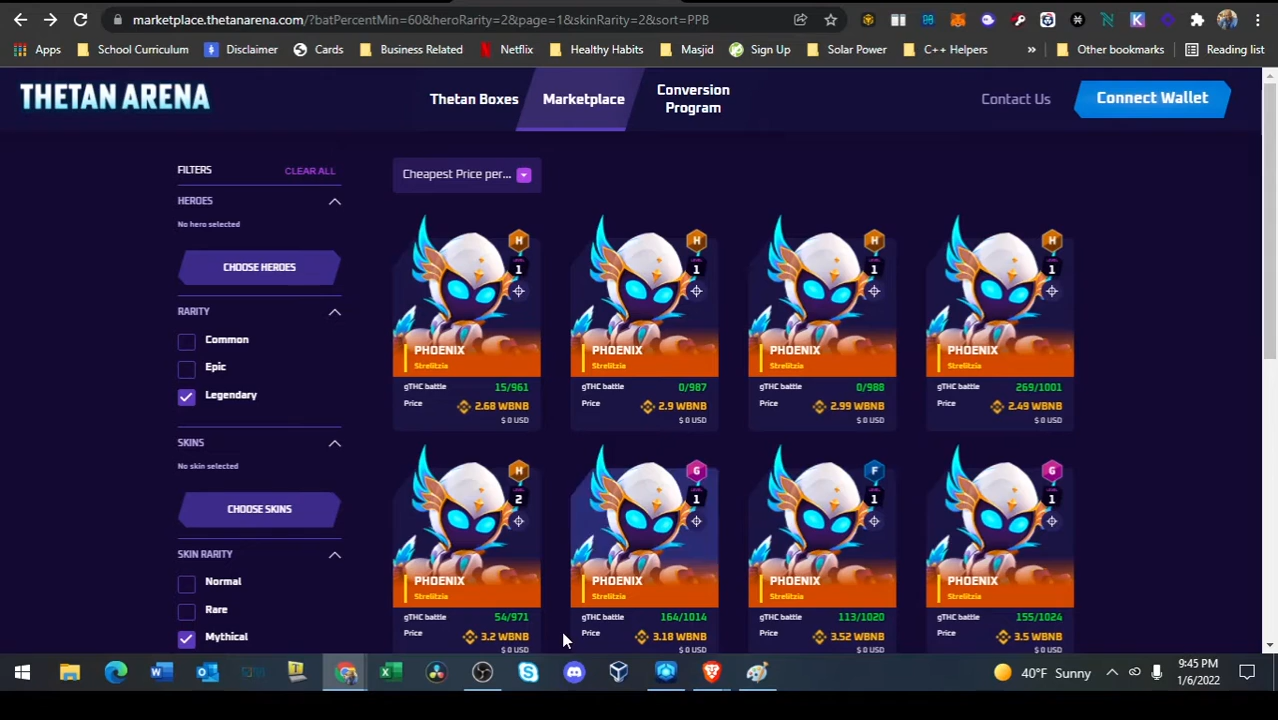 marketplace.thetanarena.com/?batPercentMin=60&heroRarity=2&page=1&skinRarity=2&sort=PPB
Apps School Curriculum Disclaimer Cards Business Related Netflix Healthy Habits Masjid Sign Up Solar Power C++ Helpers » Other bookmarks Reading list
THETAN ARENA
Thetan Boxes
Marketplace
Conversion
Program
Contact Us
Connect Wallet
FILTERS CLEAR ALL
HEROES
No hero selected
CHOOSE HEROES
RARITY
Common
Epic
Legendary
SKINS
No skin selected
CHOOSE SKINS
SKIN RARITY
Normal
Rare
Mythical
Cheapest Price per...
H H H H
1 1 1 1
PHOENIX PHOENIX PHOENIX PHOENIX
Strelitzia Strelitzia Strelitzia Strelitzia
gTHC battle 15/961 gTHC battle 0/987 gTHC battle 0/988 gTHC battle 269/1001
Price 2.68 WBNB Price 2.9 WBNB Price 2.99 WBNB Price 2.49 WBNB
$ 0 USD $ 0 USD $ 0 USD $ 0 USD
H G F G
2 1 1 1
PHOENIX PHOENIX PHOENIX PHOENIX
Strelitzia Strelitzia Strelitzia Strelitzia
gTHC battle 54/971 gTHC battle 164/1014 gTHC battle 113/1020 gTHC battle 155/1024
Price 3.2 WBNB Price 3.18 WBNB Price 3.52 WBNB Price 3.5 WBNB
$ 0 USD $ 0 USD $ 0 USD $ 0 USD
40°F Sunny
9:45 PM
1/6/2022